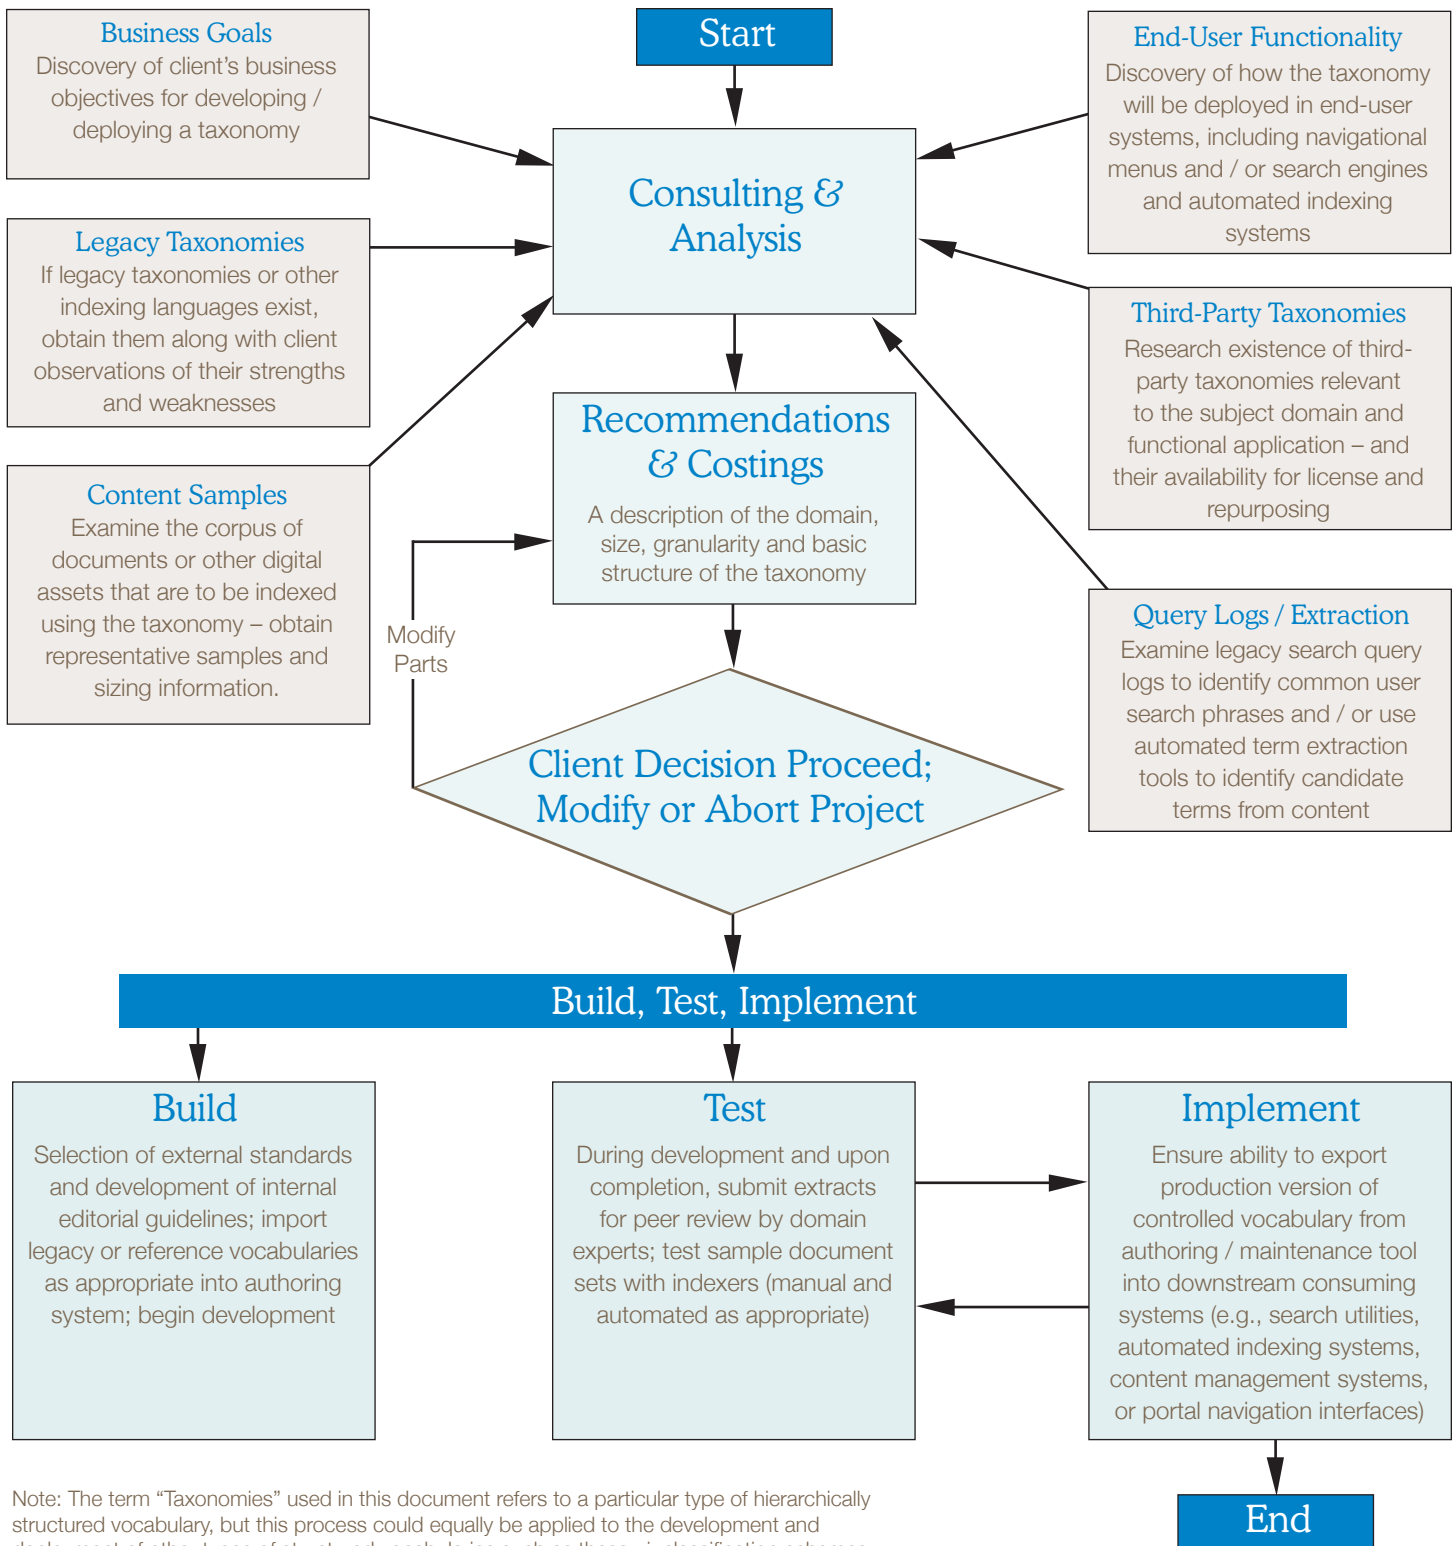 Start
Business Goals
Discovery of client’s business
objectives for developing /
deploying a taxonomy
Legacy Taxonomies
If legacy taxonomies or other
indexing languages exist,
obtain them along with client
observations of their strengths
and weaknesses
Content Samples
Examine the corpus of
documents or other digital
assets that are to be indexed
using the taxonomy – obtain
representative samples and
sizing information.
Consulting &
Analysis
End-User Functionality
Discovery of how the taxonomy
will be deployed in end-user
systems, including navigational
menus and / or search engines
and automated indexing
systems
Third-Party Taxonomies
Research existence of third-
party taxonomies relevant
to the subject domain and
functional application – and
their availability for license and
repurposing
Query Logs / Extraction
Examine legacy search query
logs to identify common user
search phrases and / or use
automated term extraction
tools to identify candidate
terms from content
Recommendations
& Costings
A description of the domain,
size, granularity and basic
structure of the taxonomy
Modify
Parts
Client Decision Proceed;
Modify or Abort Project
Build, Test, Implement
Build
Selection of external standards
and development of internal
editorial guidelines; import
legacy or reference vocabularies
as appropriate into authoring
system; begin development
Test
During development and upon
completion, submit extracts
for peer review by domain
experts; test sample document
sets with indexers (manual and
automated as appropriate)
Implement
Ensure ability to export
production version of
controlled vocabulary from
authoring / maintenance tool
into downstream consuming
systems (e.g., search utilities,
automated indexing systems,
content management systems,
or portal navigation interfaces)
End
Note: The term “Taxonomies” used in this document refers to a particular type of hierarchically
structured vocabulary, but this process could equally be applied to the development and